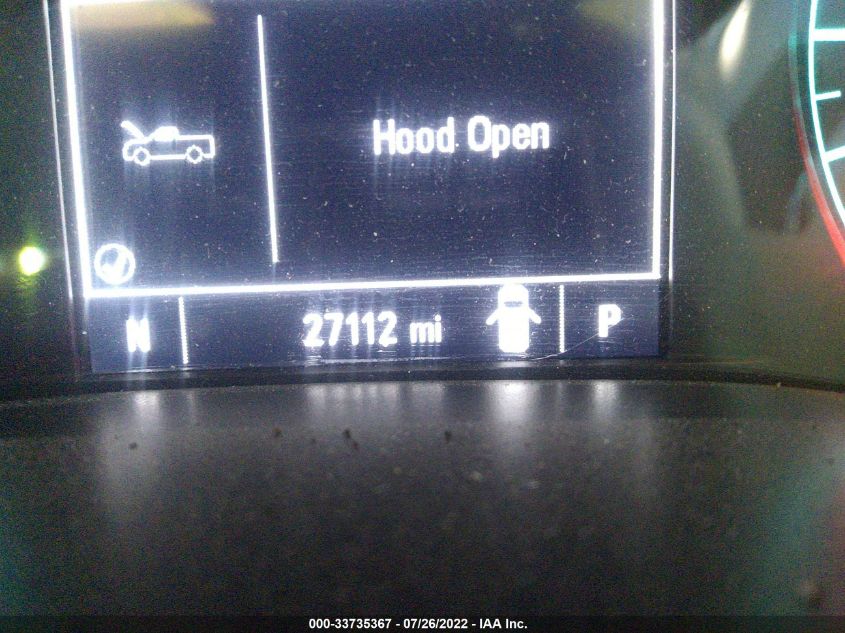 Hood Open
N 27112 mi P
000-33735367 - 07/26/2022 - IAA Inc.